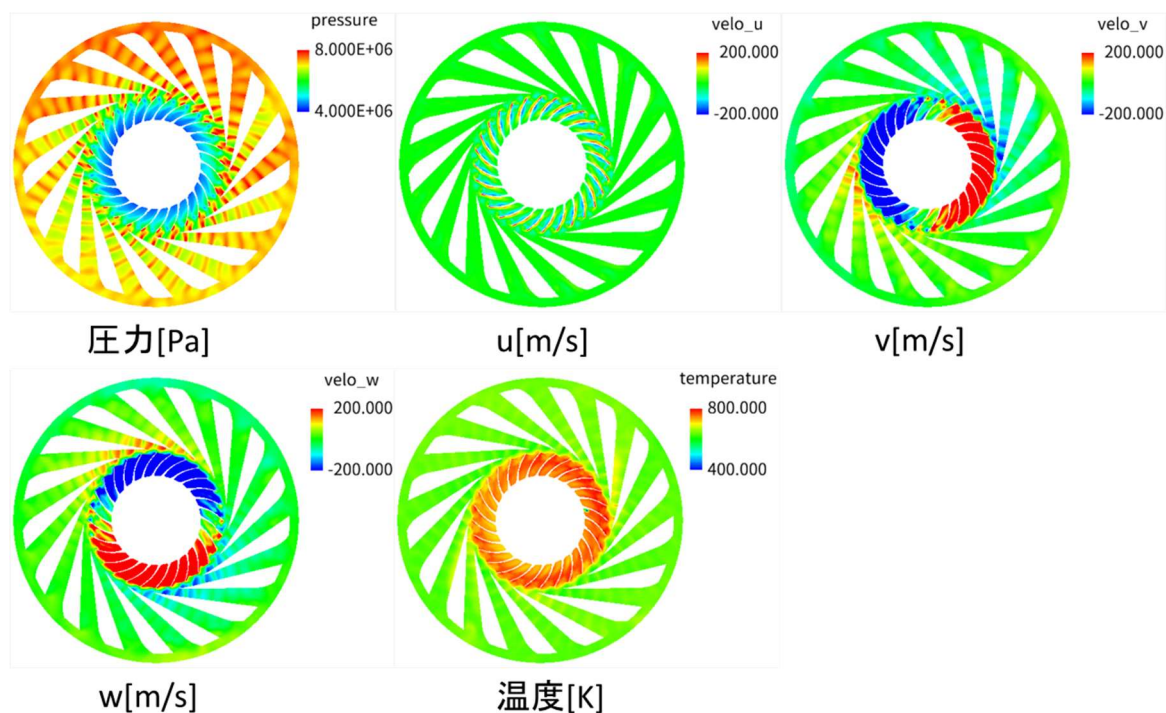 pressure
8.000E+06
4.000E+06
圧力[Pa]
velo_u
200.000
-200.000
u[m/s]
velo_v
200.000
-200.000
v[m/s]
velo_w
200.000
-200.000
w[m/s]
temperature
800.000
400.000
温度[K]